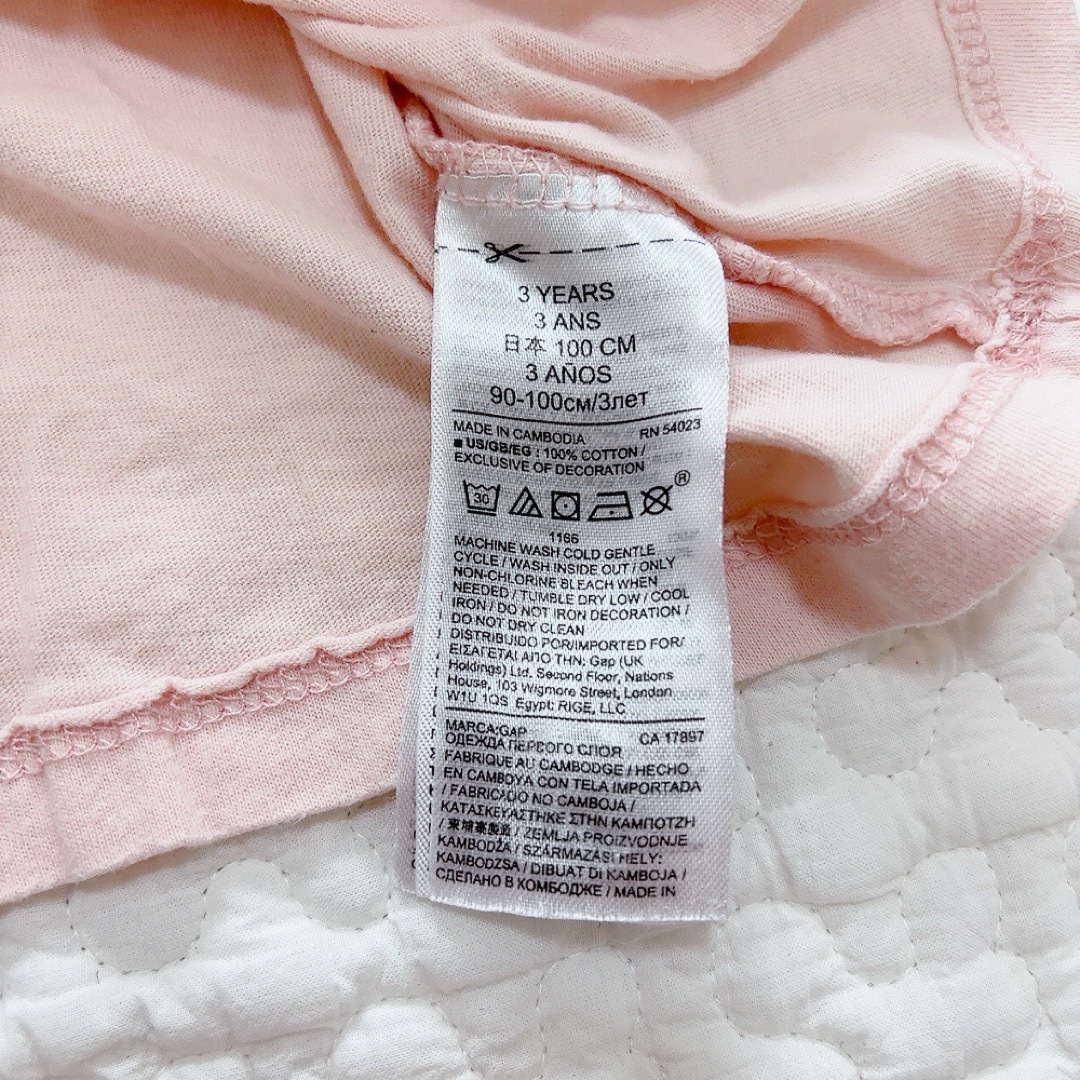 3 YEARS
3 ANS
日本 100 CM
3 AÑOS
90-100см/3лет
MADE IN CAMBODIA RN 54023
■ US/GB/EG : 100% COTTON /
EXCLUSIVE OF DECORATION
30 ®
1166
MACHINE WASH COLD GENTLE
CYCLE / WASH INSIDE OUT / ONLY
NON-CHLORINE BLEACH WHEN
NEEDED / TUMBLE DRY LOW / COOL
IRON / DO NOT IRON DECORATION /
DO NOT DRY CLEAN
DISTRIBUIDO POR/IMPORTED FOR/
ΕΙΣΑΓΕΤΑΙ ΑΠΟ ΤΗΝ: Gap (UK
Holdings) Ltd. Second Floor, Nations
House, 103 Wigmore Street, London
W1U 1QS Egypt: RIGE, LLC
MARCA:GAP CA 17897
ОДЕЖДА ПЕРВОГО СЛОЯ
FABRIQUE AU CAMBODGE / HECHO
EN CAMBOYA CON TELA IMPORTADA
/ FABRICADO NO CAMBOJA /
ΚΑΤΑΣΚΕΥΑΣΤΗΚΕ ΣΤΗΝ ΚΑΜΠΟΤΖΗ
/ 柬埔寨製造 / ZEMLJA PROIZVODNJE
KAMBODŽA / SZÁRMAZÁSI HELY:
KAMBODZSA / DIBUAT DI KAMBOJA /
СДЕЛАНО В КОМБОДЖЕ / MADE IN